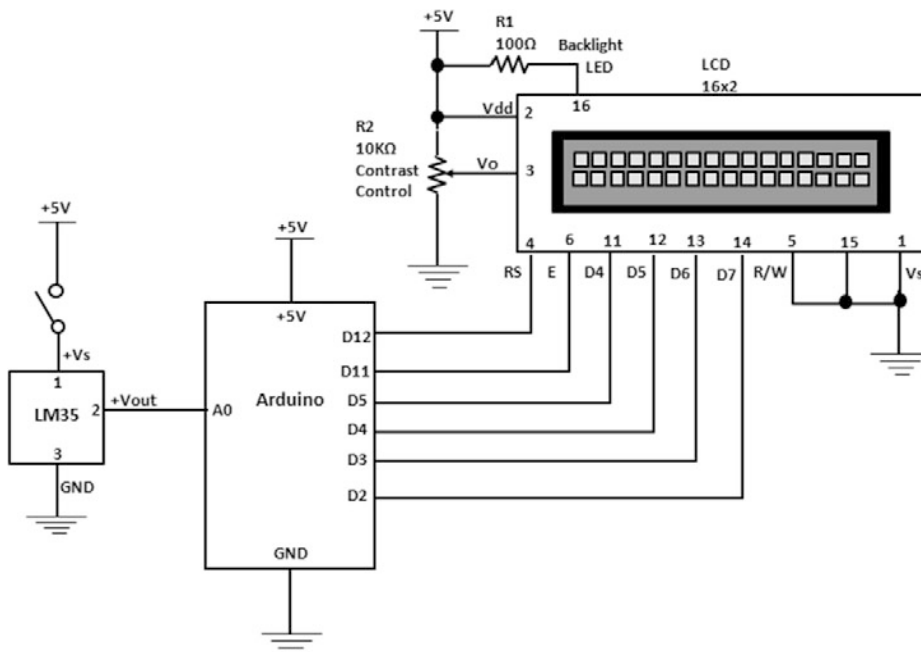 +5V
R1
100Ω
Backlight
LED
LCD
16x2
16
Vdd
2
R2
10KΩ
Contrast
Control
Vo
3
4
6
11
12
13
14
5
15
1
RS
E
D4
D5
D6
D7
R/W
Vs
+5V
+5V
+5V
+Vs
1
LM35
2
+Vout
3
GND
A0
Arduino
D12
D11
D5
D4
D3
D2
GND